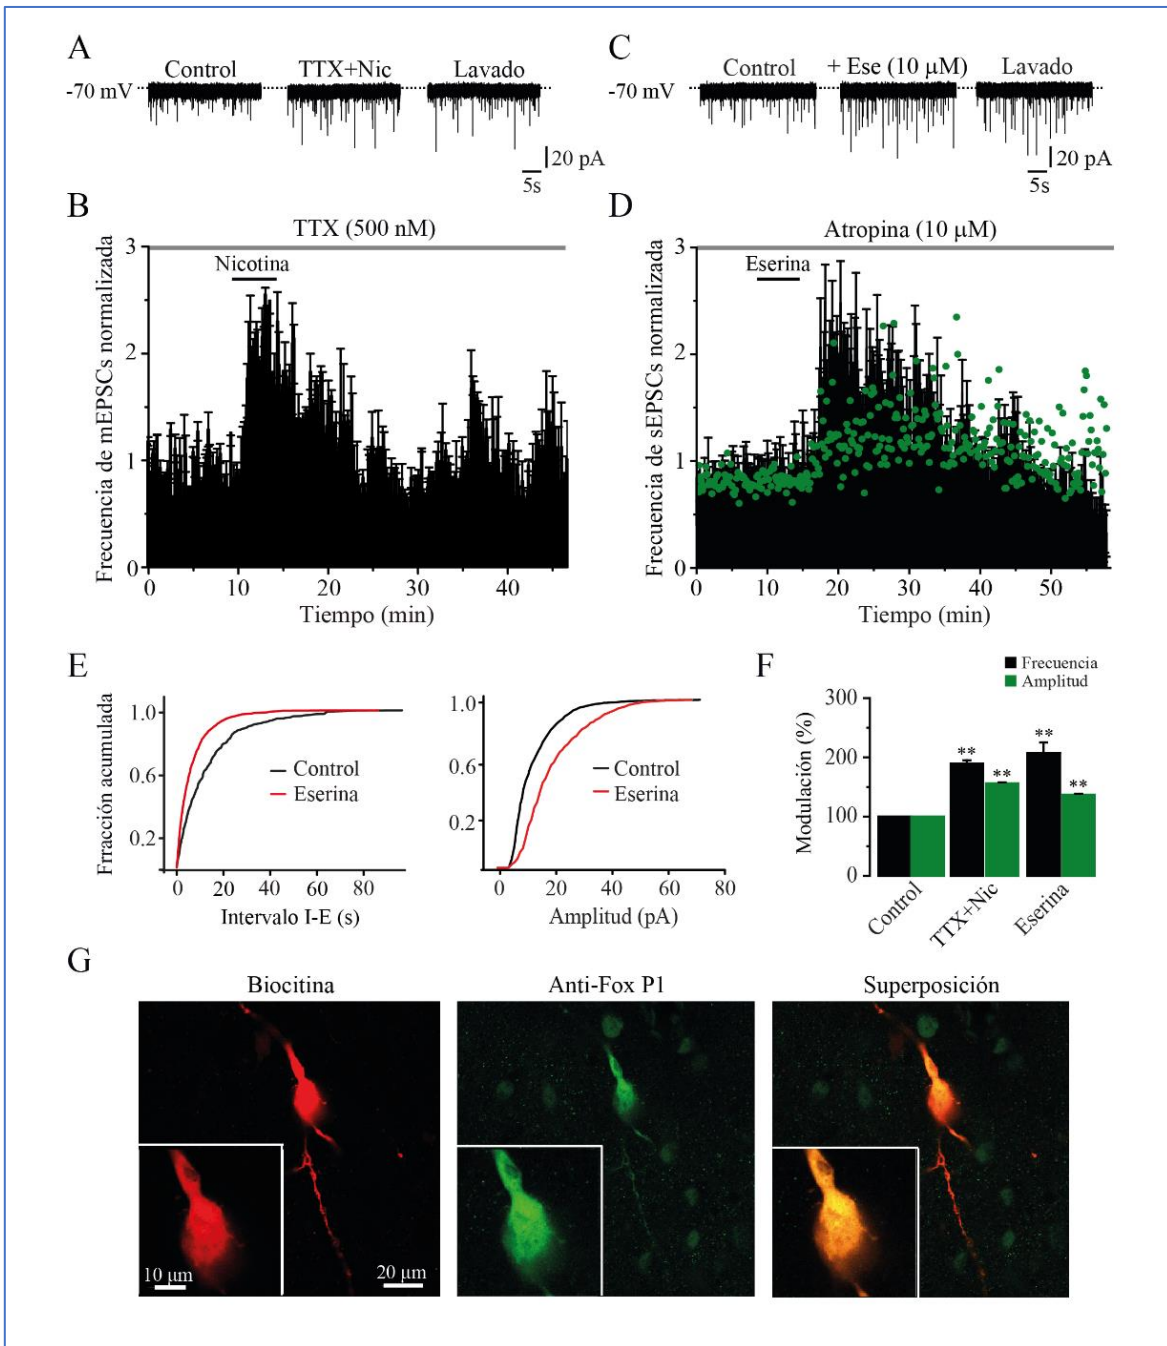 A
Control
TTX+Nic
Lavado
-70 mV
20 pA
5s
C
Control
+ Ese (10 µM)
Lavado
-70 mV
20 pA
5s
B
TTX (500 nM)
Nicotina
Frecuencia de mEPSCs normalizada
3
2
1
0
0 10 20 30 40
Tiempo (min)
D
Atropina (10 µM)
Eserina
Frecuencia de sEPSCs normalizada
3
2
1
0
0 10 20 30 40 50
Tiempo (min)
E
Frracción acumulada
1.0
0.6
0.2
Control
Eserina
0 20 40 60 80
Intervalo I-E (s)
1.0
0.6
0.2
Control
Eserina
0 20 40 60 80
Amplitud (pA)
F
Frecuencia
Amplitud
Modulación (%)
300
200
100
0
** ** ** **
Control
TTX+Nic
Eserina
G
Biocitina
Anti-Fox P1
Superposición
10 µm
20 µm